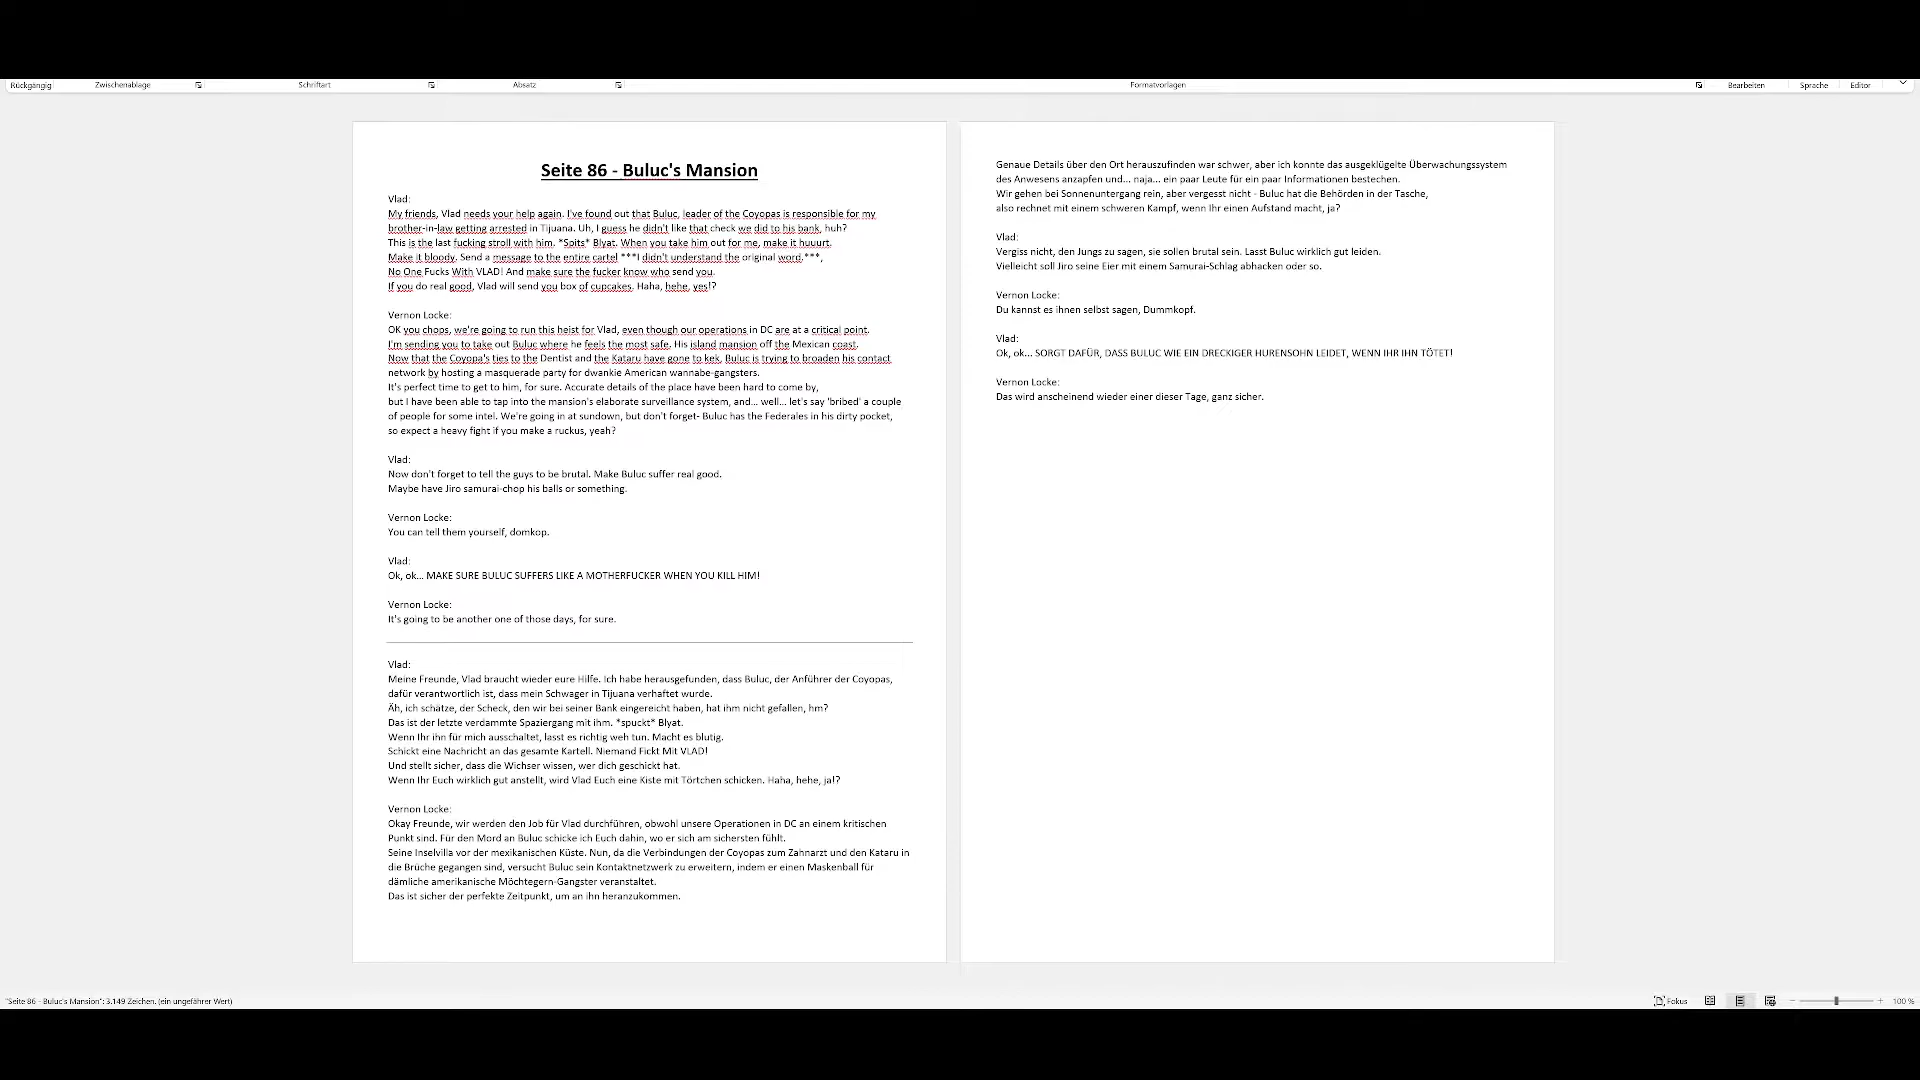 Rückgängig Zwischenablage Schriftart Absatz Formatvorlagen Bearbeiten Sprache Editor
Seite 86 - Buluc's Mansion
Vlad:
My friends, Vlad needs your help again. I've found out that Buluc, leader of the Coyopas is responsible for my
brother-in-law getting arrested in Tijuana. Uh, I guess he didn't like that check we did to his bank, huh?
This is the last fucking stroll with him. *Spits* Blyat. When you take him out for me, make it huuurt.
Make it bloody. Send a message to the entire cartel ***I didn't understand the original word.***,
No One Fucks With VLAD! And make sure the fucker know who send you.
If you do real good, Vlad will send you box of cupcakes. Haha, hehe, yes!?
Vernon Locke:
OK you chops, we're going to run this heist for Vlad, even though our operations in DC are at a critical point.
I'm sending you to take out Buluc where he feels the most safe. His island mansion off the Mexican coast.
Now that the Coyopa's ties to the Dentist and the Kataru have gone to kek, Buluc is trying to broaden his contact
network by hosting a masquerade party for dwankie American wannabe-gangsters.
It's perfect time to get to him, for sure. Accurate details of the place have been hard to come by,
but I have been able to tap into the mansion's elaborate surveillance system, and... well... let's say 'bribed' a couple
of people for some intel. We're going in at sundown, but don't forget- Buluc has the Federales in his dirty pocket,
so expect a heavy fight if you make a ruckus, yeah?
Vlad:
Now don't forget to tell the guys to be brutal. Make Buluc suffer real good.
Maybe have Jiro samurai-chop his balls or something.
Vernon Locke:
You can tell them yourself, domkop.
Vlad:
Ok, ok... MAKE SURE BULUC SUFFERS LIKE A MOTHERFUCKER WHEN YOU KILL HIM!
Vernon Locke:
It's going to be another one of those days, for sure.
Vlad:
Meine Freunde, Vlad braucht wieder eure Hilfe. Ich habe herausgefunden, dass Buluc, der Anführer der Coyopas,
dafür verantwortlich ist, dass mein Schwager in Tijuana verhaftet wurde.
Äh, ich schätze, der Scheck, den wir bei seiner Bank eingereicht haben, hat ihm nicht gefallen, hm?
Das ist der letzte verdammte Spaziergang mit ihm. *spuckt* Blyat.
Wenn Ihr ihn für mich ausschaltet, lasst es richtig weh tun. Macht es blutig.
Schickt eine Nachricht an das gesamte Kartell. Niemand Fickt Mit VLAD!
Und stellt sicher, dass die Wichser wissen, wer dich geschickt hat.
Wenn Ihr Euch wirklich gut anstellt, wird Vlad Euch eine Kiste mit Törtchen schicken. Haha, hehe, ja!?
Vernon Locke:
Okay Freunde, wir werden den Job für Vlad durchführen, obwohl unsere Operationen in DC an einem kritischen
Punkt sind. Für den Mord an Buluc schicke ich Euch dahin, wo er sich am sichersten fühlt.
Seine Inselvilla vor der mexikanischen Küste. Nun, da die Verbindungen der Coyopas zum Zahnarzt und den Kataru in
die Brüche gegangen sind, versucht Buluc sein Kontaktnetzwerk zu erweitern, indem er einen Maskenball für
dämliche amerikanische Möchtegern-Gangster veranstaltet.
Das ist sicher der perfekte Zeitpunkt, um an ihn heranzukommen.
Genaue Details über den Ort herauszufinden war schwer, aber ich konnte das ausgeklügelte Überwachungssystem
des Anwesens anzapfen und... naja... ein paar Leute für ein paar Informationen bestechen.
Wir gehen bei Sonnenuntergang rein, aber vergesst nicht - Buluc hat die Behörden in der Tasche,
also rechnet mit einem schweren Kampf, wenn Ihr einen Aufstand macht, ja?
Vlad:
Vergiss nicht, den Jungs zu sagen, sie sollen brutal sein. Lasst Buluc wirklich gut leiden.
Vielleicht soll Jiro seine Eier mit einem Samurai-Schlag abhacken oder so.
Vernon Locke:
Du kannst es ihnen selbst sagen, Dummkopf.
Vlad:
Ok, ok... SORGT DAFÜR, DASS BULUC WIE EIN DRECKIGER HURENSOHN LEIDET, WENN IHR IHN TÖTET!
Vernon Locke:
Das wird anscheinend wieder einer dieser Tage, ganz sicher.
"Seite 86 - Buluc's Mansion": 3.149 Zeichen. (ein ungefährer Wert) Fokus 100 %